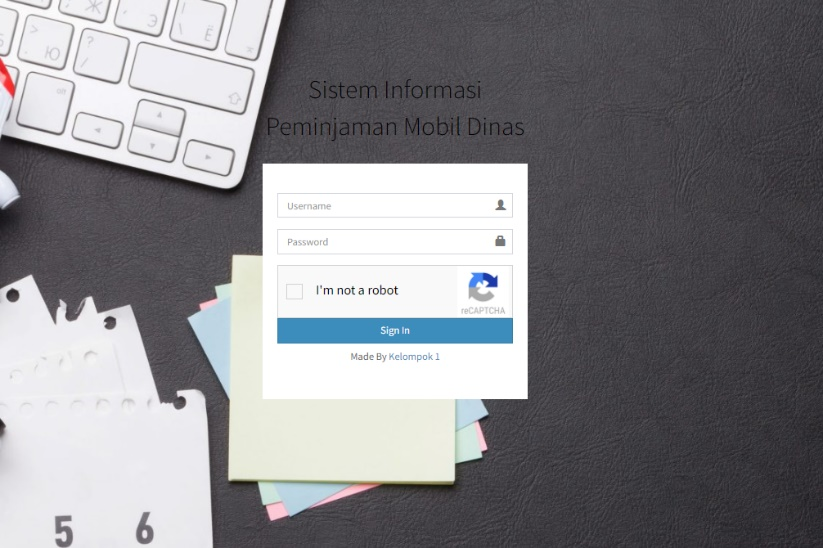 Ж
Э
Ё
Ю
?
/
Sistem Informasi
Peminjaman Mobil Dinas
Username
Password
I'm not a robot
reCAPTCHA
Sign In
Made By Kelompok 1
5 6